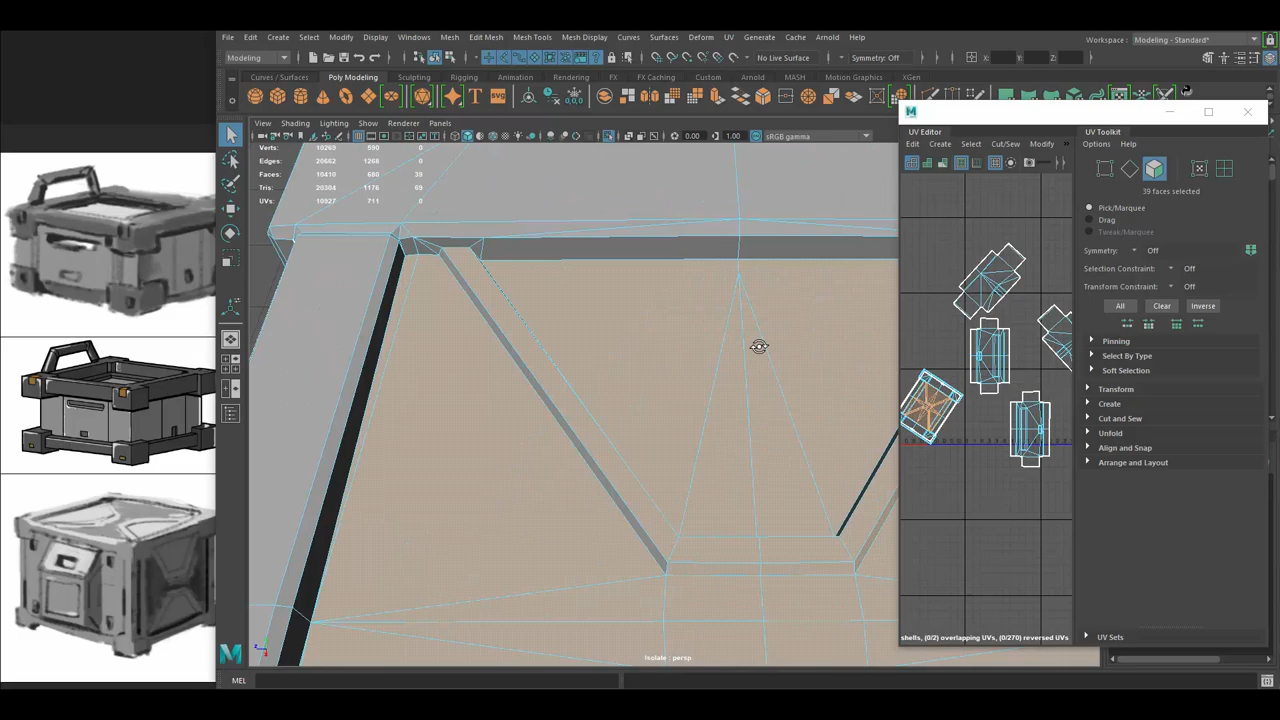 File Edit Create Select Modify Display Windows Mesh Edit Mesh Mesh Tools Mesh Display Curves Surfaces Deform UV Generate Cache Arnold Help
Workspace : Modeling - Standard*
Modeling No Live Surface Symmetry: Off X: Y: Z:
Curves / Surfaces Poly Modeling Sculpting Rigging Animation Rendering FX FX Caching Custom Arnold MASH Motion Graphics XGen
SVG
View Shading Lighting Show Renderer Panels
0.00 1.00 sRGB gamma
Verts: 10269 590 0
Edges: 20662 1268 0
Faces: 10410 680 39
Tris: 20304 1176 69
UVs: 10927 711 0
UV Editor
Edit Create Select Cut/Sew Modify
UV Toolkit
Options Help
39 faces selected
Pick/Marquee
Drag
Tweak/Marquee
Symmetry: Off
Selection Constraint: Off
Transform Constraint: Off
All Clear Inverse
Pinning
Select By Type
Soft Selection
Transform
Create
Cut and Sew
Unfold
Align and Snap
Arrange and Layout
shells, (0/2) overlapping UVs, (0/270) reversed UVs
UV Sets
Isolate : persp
MEL